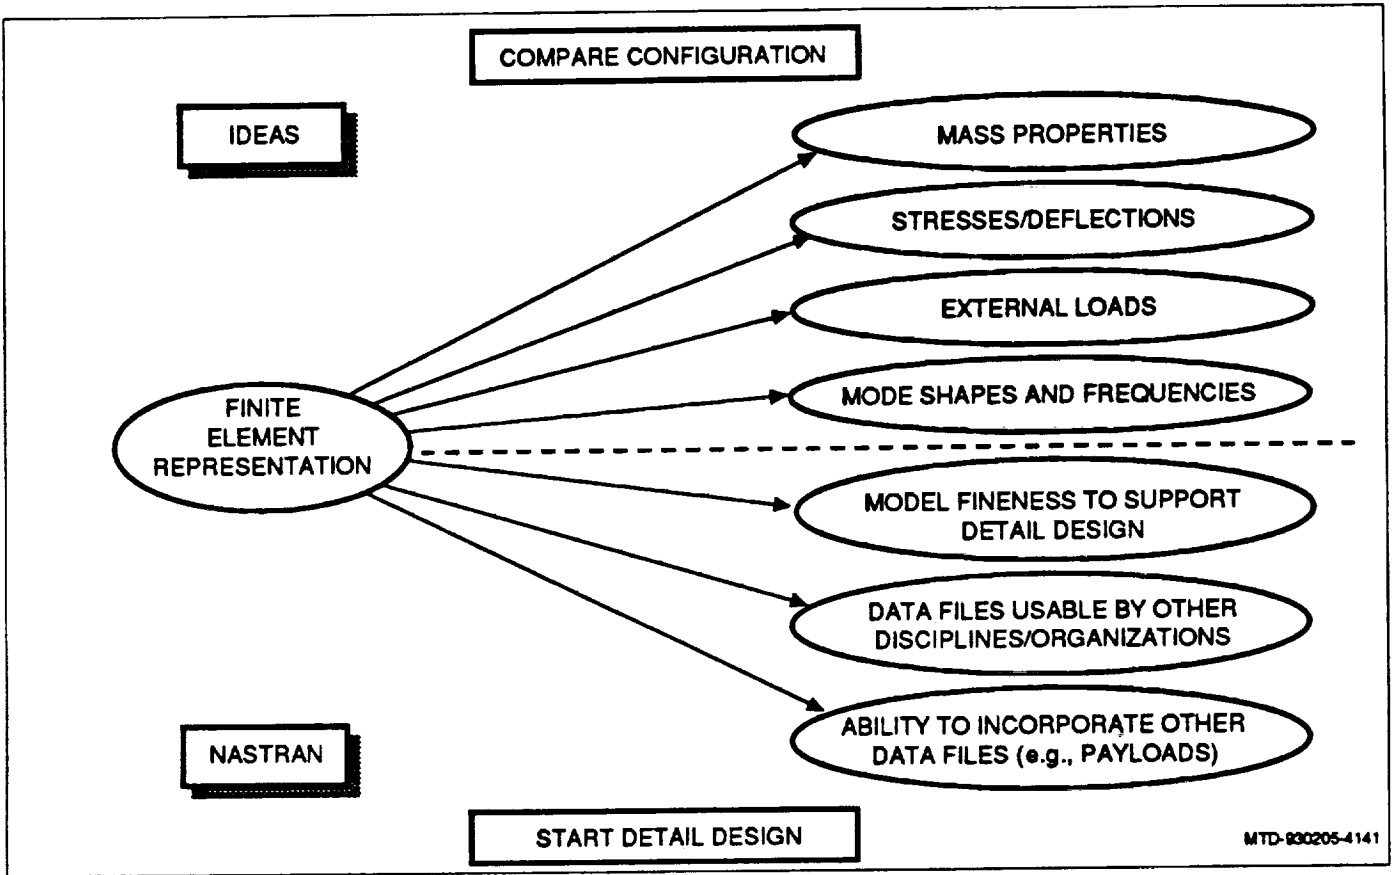 COMPARE CONFIGURATION
IDEAS
MASS PROPERTIES
STRESSES/DEFLECTIONS
EXTERNAL LOADS
MODE SHAPES AND FREQUENCIES
FINITE
ELEMENT
REPRESENTATION
MODEL FINENESS TO SUPPORT
DETAIL DESIGN
DATA FILES USABLE BY OTHER
DISCIPLINES/ORGANIZATIONS
ABILITY TO INCORPORATE OTHER
DATA FILES (e.g., PAYLOADS)
NASTRAN
START DETAIL DESIGN
MTD-930205-4141